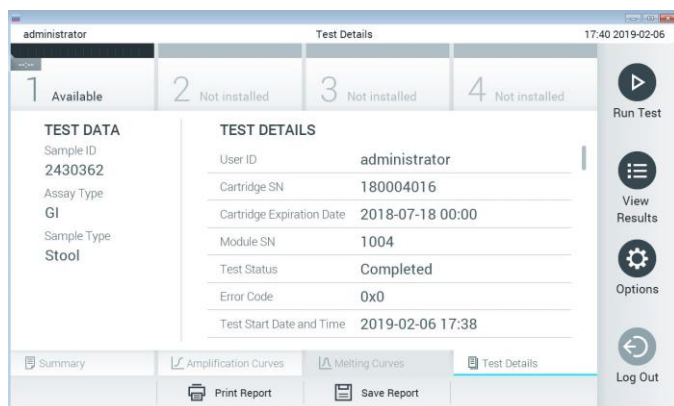 administrator Test Details 17:40 2019-02-06
--:--
1 Available 2 Not installed 3 Not installed 4 Not installed
Run Test
TEST DATA
Sample ID
2430362
Assay Type
GI
Sample Type
Stool
TEST DETAILS
User ID administrator
Cartridge SN 180004016
Cartridge Expiration Date 2018-07-18 00:00
Module SN 1004
Test Status Completed
Error Code 0x0
Test Start Date and Time 2019-02-06 17:38
View
Results
Options
Log Out
Summary Amplification Curves Melting Curves Test Details
Print Report Save Report